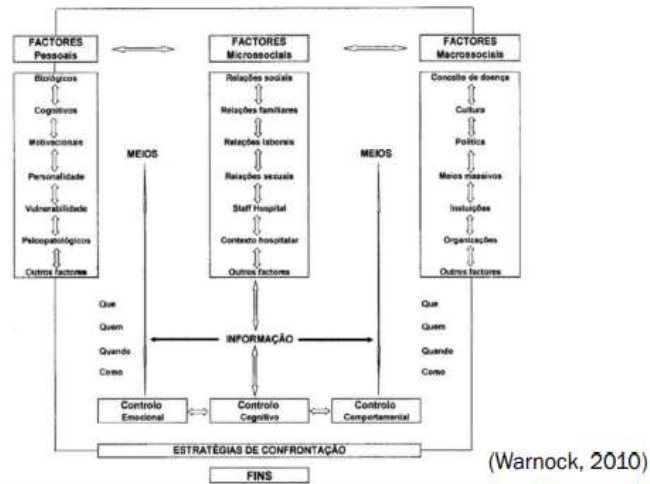 FACTORES
Pessoais
FACTORES
Microssociais
FACTORES
Macrossociais
Biológicos
Cognitivos
Motivacionais
Personalidade
Vulnerabilidade
Psicopatológicos
Outros factores
MEIOS
Relações sociais
Relações familiares
Relações laborais
Relações sexuais
Staff Hospital
Contexto hospitalar
Outros factores
MEIOS
Conceito de doença
Cultura
Política
Meios massivos
Instuições
Organizações
Outros factores
Que
Quem
Quando
Como
INFORMAÇÃO
Que
Quem
Quando
Como
Controlo
Emocional
Controlo
Cognitivo
Controlo
Comportamental
ESTRATÉGIAS DE CONFRONTAÇÃO
FINS
(Warnock, 2010)